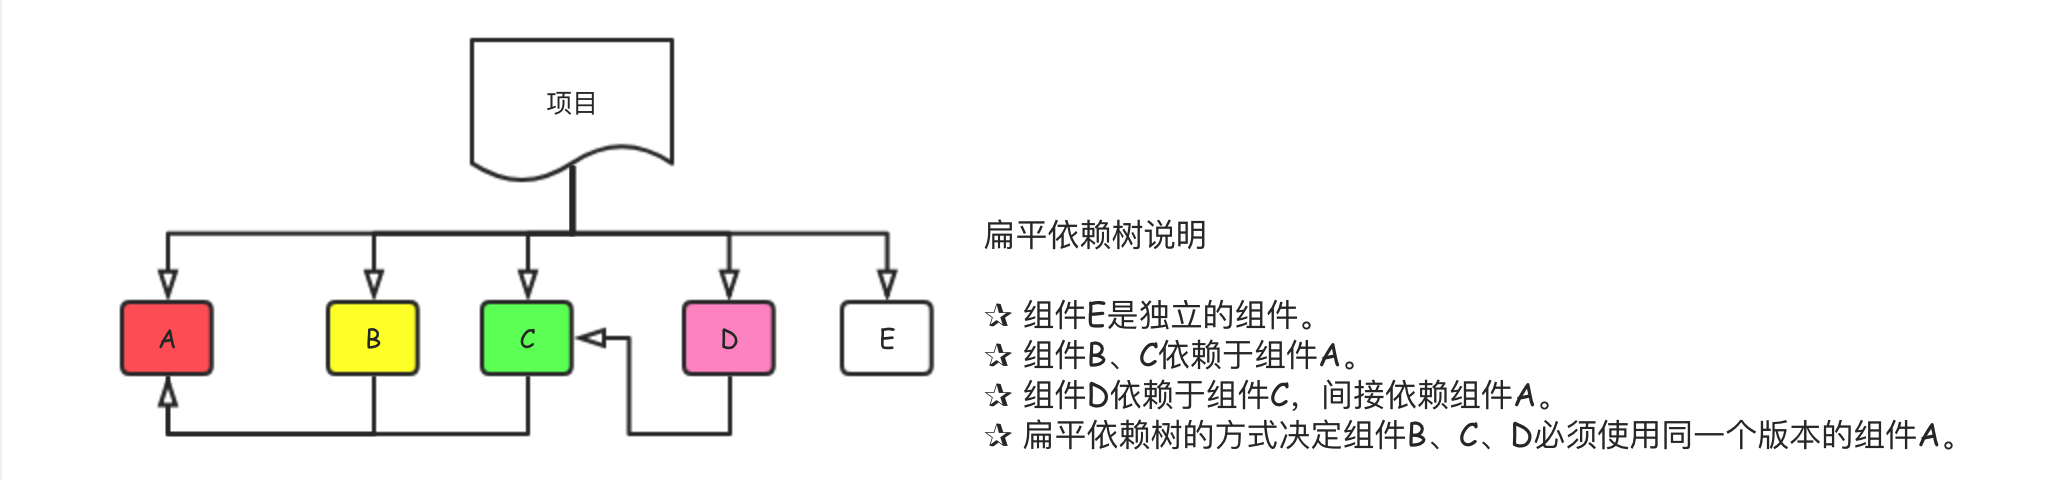 项目
A
B
C
D
E
扁平依赖树说明
✰ 组件E是独立的组件。
✰ 组件B、C依赖于组件A。
✰ 组件D依赖于组件C，间接依赖组件A。
✰ 扁平依赖树的方式决定组件B、C、D必须使用同一个版本的组件A。